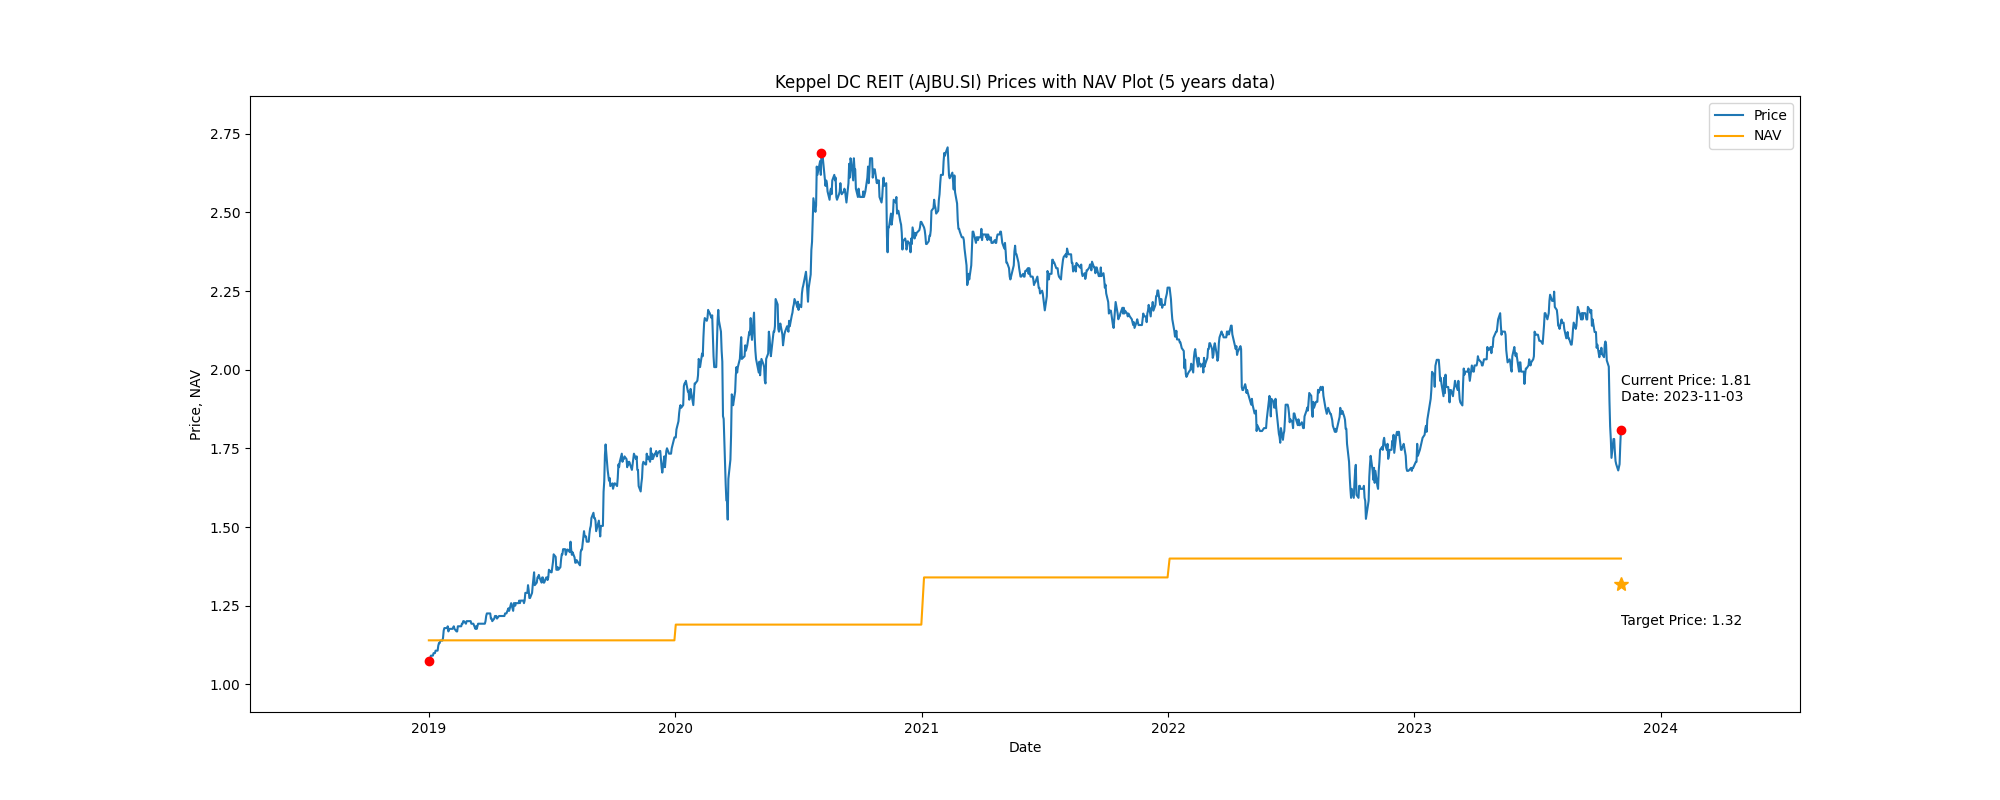 Keppel DC REIT (AJBU.SI) Prices with NAV Plot (5 years data)
Price
NAV
2.75
2.50
2.25
2.00
1.75
1.50
1.25
1.00
Price, NAV
Current Price: 1.81
Date: 2023-11-03
Target Price: 1.32
2019
2020
2021
2022
2023
2024
Date